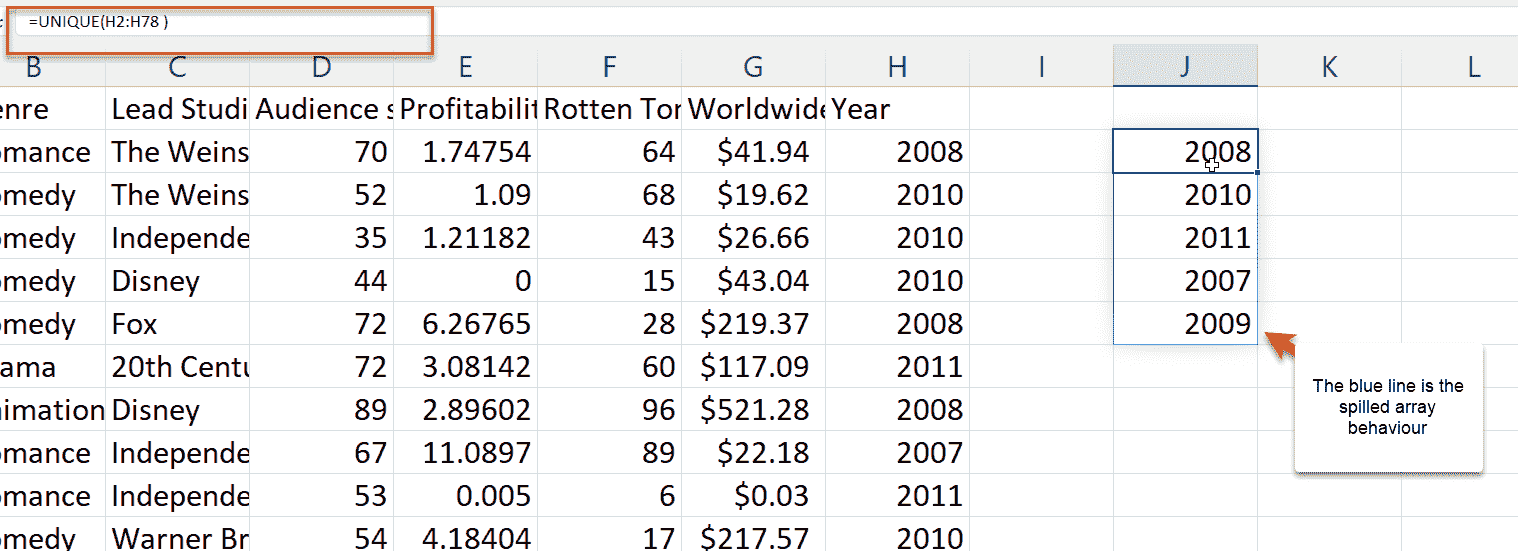 =UNIQUE(H2:H78 )
B C D E F G H I J K L
enre Lead Studi Audience s Profitabilit Rotten Tor Worldwide Year
omance The Weins 70 1.74754 64 $41.94 2008 2008
omedy The Weins 52 1.09 68 $19.62 2010 2010
omedy Independe 35 1.21182 43 $26.66 2010 2011
omedy Disney 44 0 15 $43.04 2010 2007
omedy Fox 72 6.26765 28 $219.37 2008 2009
ama 20th Centu 72 3.08142 60 $117.09 2011
nimation Disney 89 2.89602 96 $521.28 2008
omance Independe 67 11.0897 89 $22.18 2007
omance Independe 53 0.005 6 $0.03 2011
omedy Warner Br 54 4.18404 17 $217.57 2010
The blue line is the
spilled array
behaviour